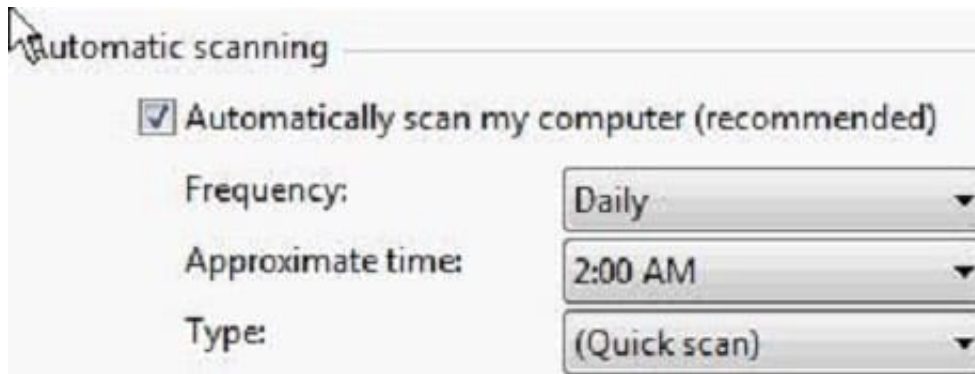 Automatic scanning
Automatically scan my computer (recommended)
Frequency: Daily
Approximate time: 2:00 AM
Type: (Quick scan)